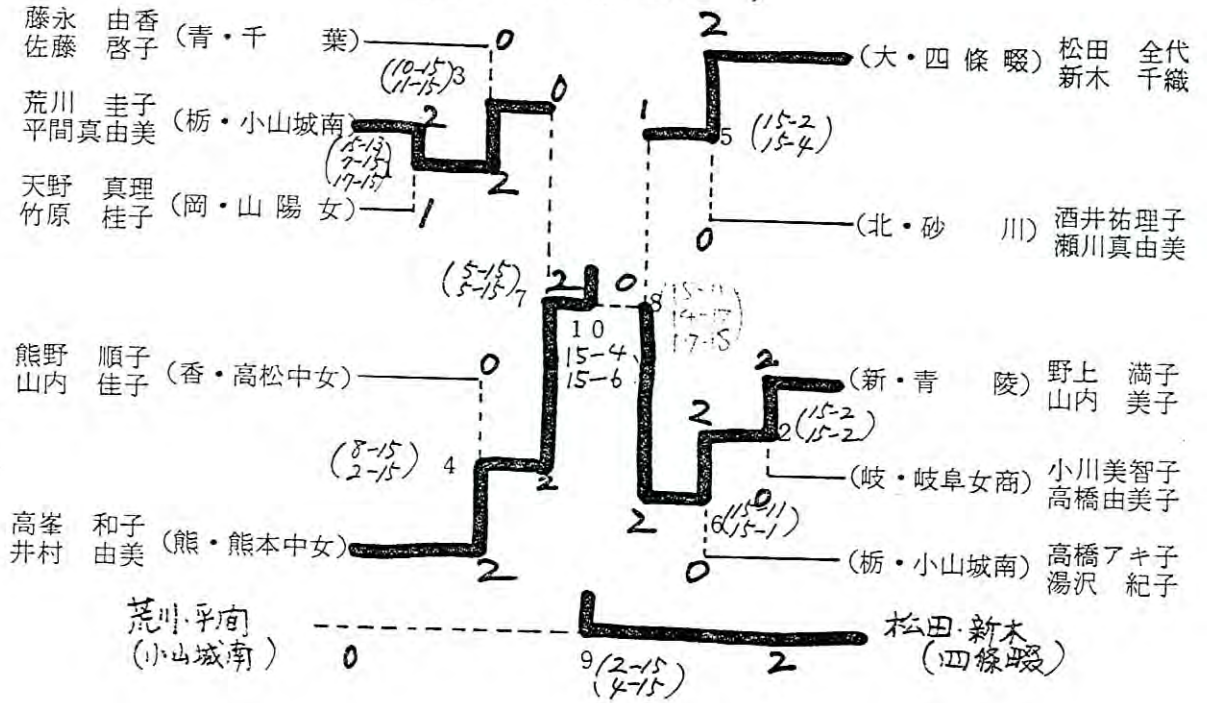 藤永 由香
佐藤 啓子 (青・千 葉)
0
(10-15
11-15)3
0
荒川 圭子
平間真由美 (栃・小山城南)
2
(15-13
7-15
17-15)
2
天野 真理
竹原 桂子 (岡・山陽女)
1
2
(大・四條畷) 松田 全代
新木 千織
1
5 (15-2
15-4)
(北・砂 川) 酒井祐理子
瀬川真由美
0
(5-15
5-15)7
2
0
8
10
15-4
15-6
熊野 順子
山内 佳子 (香・高松中女)
0
(8-15
2-15) 4
2
高峯 和子
井村 由美 (熊・熊本中女)
2
2
(新・青 陵) 野上 満子
山内 美子
2
2(15-2
15-2)
(岐・岐阜女商) 小川美智子
高橋由美子
0
2
6(15-11
15-1)
(栃・小山城南) 高橋アキ子
湯沢 紀子
0
荒川・平間
(小山城南)
0
9(2-15
4-15)
2
松田・新木
(四條畷)